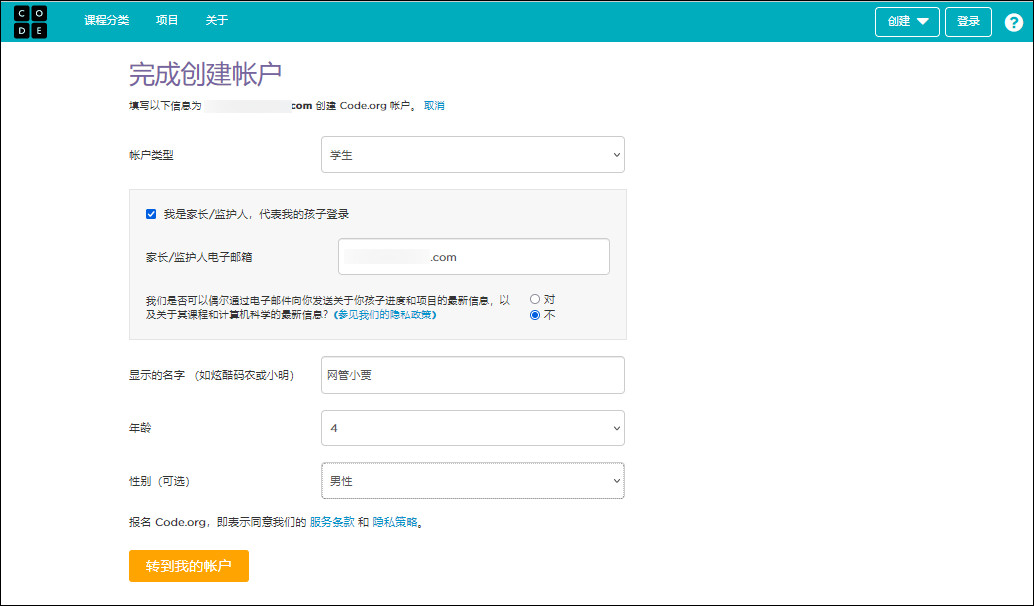 CODE 课程分类 项目 关于 创建 登录 ?
完成创建帐户
填写以下信息为 com 创建 Code.org 帐户。 取消
帐户类型 学生
我是家长/监护人，代表我的孩子登录
家长/监护人电子邮箱 .com
我们是否可以偶尔通过电子邮件向你发送关于你孩子进度和项目的最新信息，以 对
及关于其课程和计算机科学的最新信息？(参见我们的隐私政策) 不
显示的名字 （如炫酷码农或小明） 网管小贾
年龄 4
性别（可选） 男性
报名 Code.org，即表示同意我们的 服务条款 和 隐私策略。
转到我的帐户